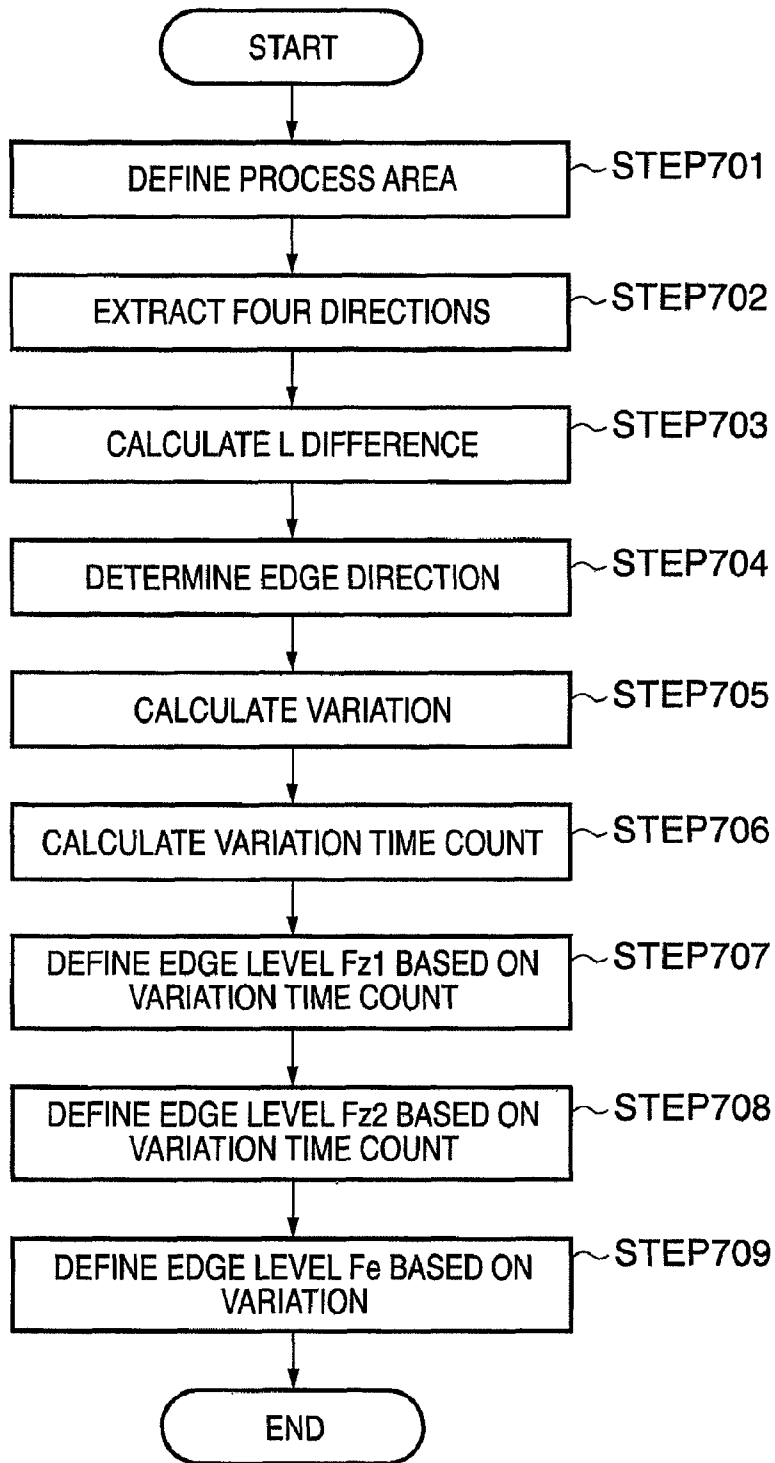 START
DEFINE PROCESS AREA
STEP701
EXTRACT FOUR DIRECTIONS
STEP702
CALCULATE L DIFFERENCE
STEP703
DETERMINE EDGE DIRECTION
STEP704
CALCULATE VARIATION
STEP705
CALCULATE VARIATION TIME COUNT
STEP706
DEFINE EDGE LEVEL Fz1 BASED ON
VARIATION TIME COUNT
STEP707
DEFINE EDGE LEVEL Fz2 BASED ON
VARIATION TIME COUNT
STEP708
DEFINE EDGE LEVEL Fe BASED ON
VARIATION
STEP709
END